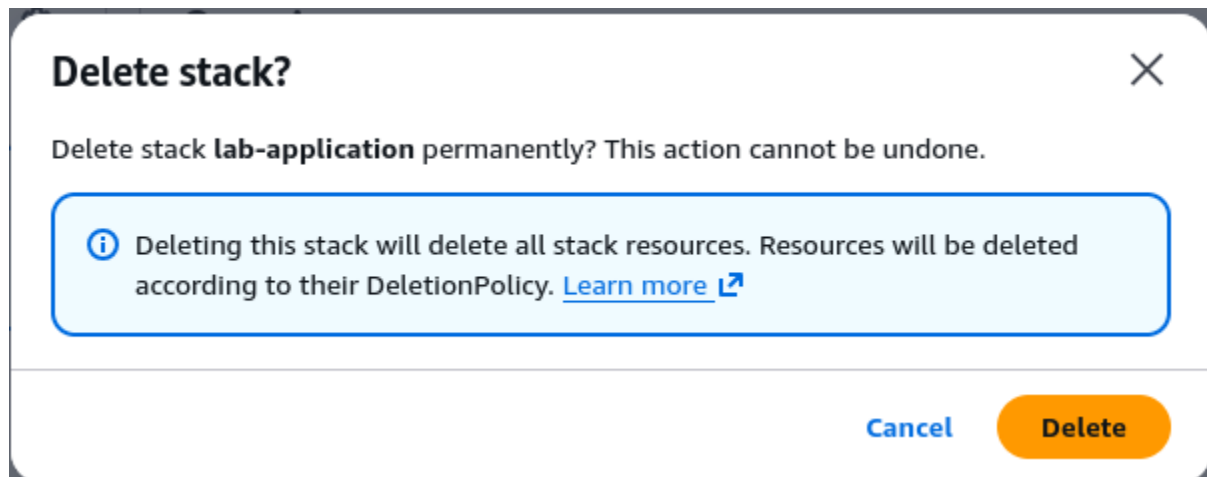 Delete stack?
Delete stack lab-application permanently? This action cannot be undone.
Deleting this stack will delete all stack resources. Resources will be deleted
according to their DeletionPolicy. Learn more
Cancel
Delete